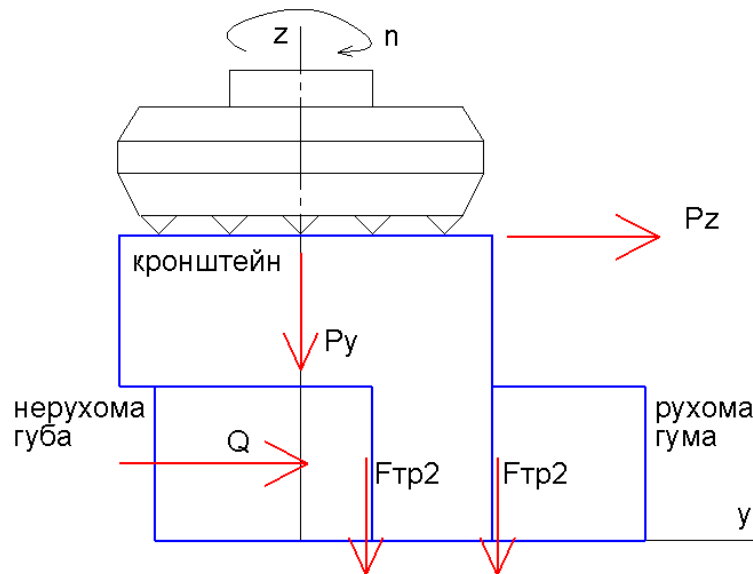 z
n
Pz
кронштейн
Py
нерухома
губа
рухома
гума
Q
Fтр2
Fтр2
y